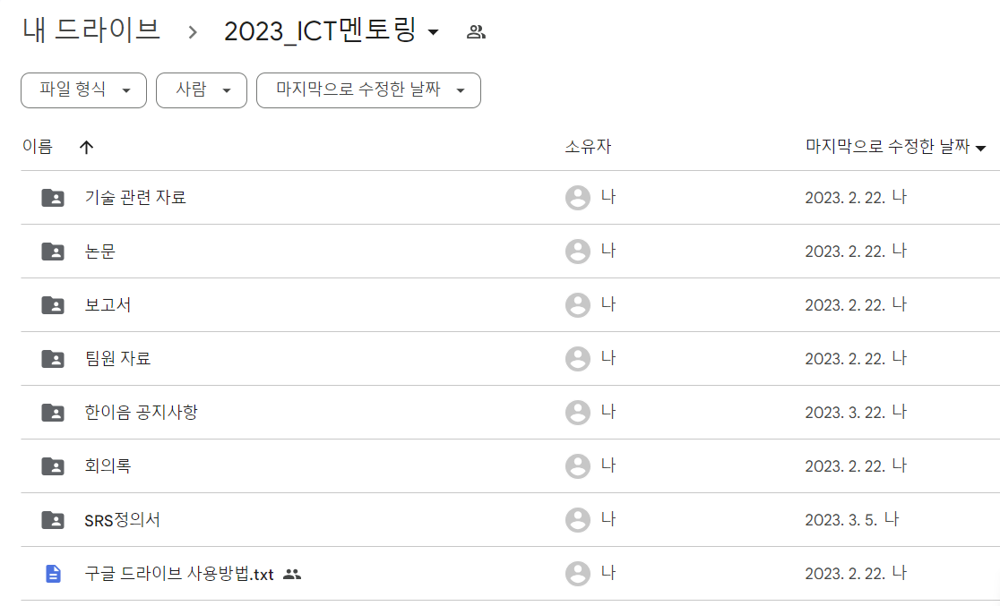 내 드라이브 2023_ICT멘토링
파일 형식 사람 마지막으로 수정한 날짜
이름 소유자 마지막으로 수정한 날짜
기술 관련 자료 나 2023. 2. 22. 나
논문 나 2023. 2. 22. 나
보고서 나 2023. 2. 22. 나
팀원 자료 나 2023. 2. 22. 나
한이음 공지사항 나 2023. 3. 22. 나
회의록 나 2023. 2. 22. 나
SRS정의서 나 2023. 3. 5. 나
구글 드라이브 사용방법.txt 나 2023. 2. 22. 나